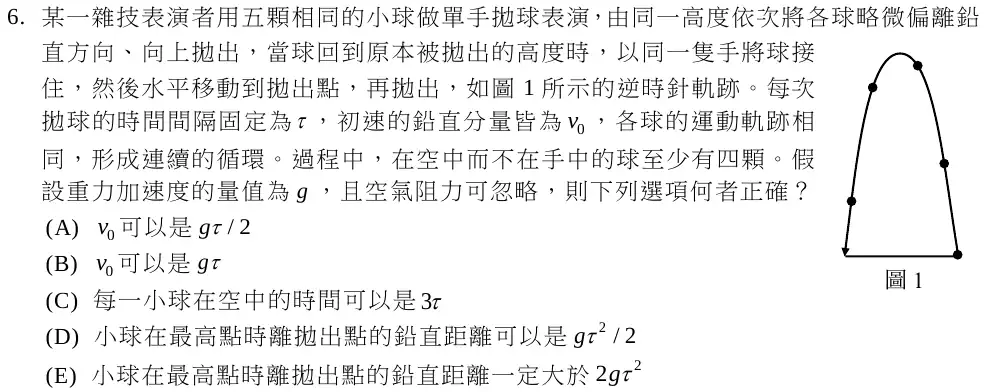 6. 某一雜技表演者用五顆相同的小球做單手拋球表演，由同一高度依次將各球略微偏離鉛
直方向、向上拋出，當球回到原本被拋出的高度時，以同一隻手將球接
住，然後水平移動到拋出點，再拋出，如圖 1 所示的逆時針軌跡。每次
拋球的時間間隔固定為 τ ，初速的鉛直分量皆為 v₀ ，各球的運動軌跡相
同，形成連續的循環。過程中，在空中而不在手中的球至少有四顆。假
設重力加速度的量值為 g ，且空氣阻力可忽略，則下列選項何者正確？
(A) v₀ 可以是 gτ / 2
(B) v₀ 可以是 gτ
(C) 每一小球在空中的時間可以是 3τ
(D) 小球在最高點時離拋出點的鉛直距離可以是 gτ² / 2
(E) 小球在最高點時離拋出點的鉛直距離一定大於 2gτ²
圖 1